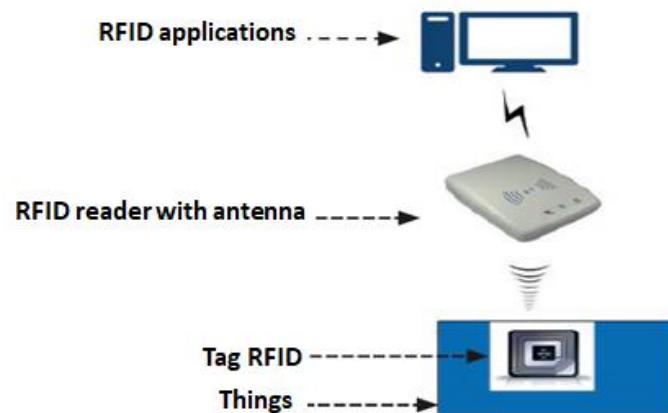 RFID applications
RFID reader with antenna
Tag RFID
Things